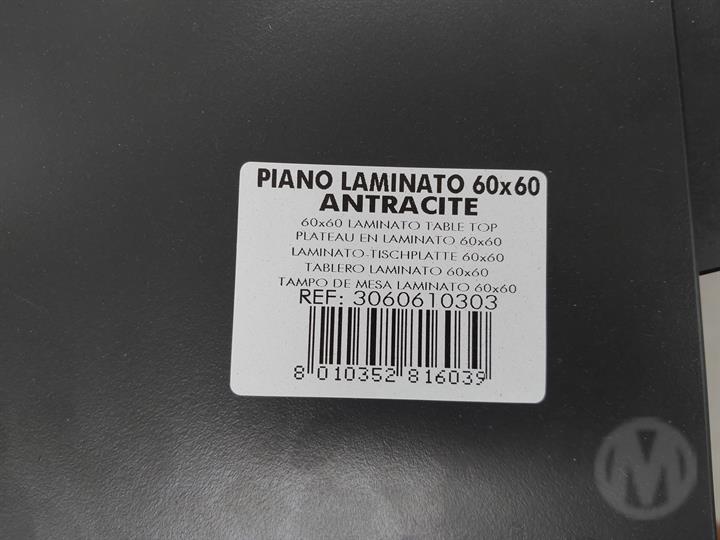 PIANO LAMINATO 60x60
ANTRACITE
60x60 LAMINATO TABLE TOP
PLATEAU EN LAMINATO 60x60
LAMINATO-TISCHPLATTE 60x60
TABLERO LAMINATO 60x60
TAMPO DE MESA LAMINATO 60x60
REF: 3060610303
8 010352 816039
M